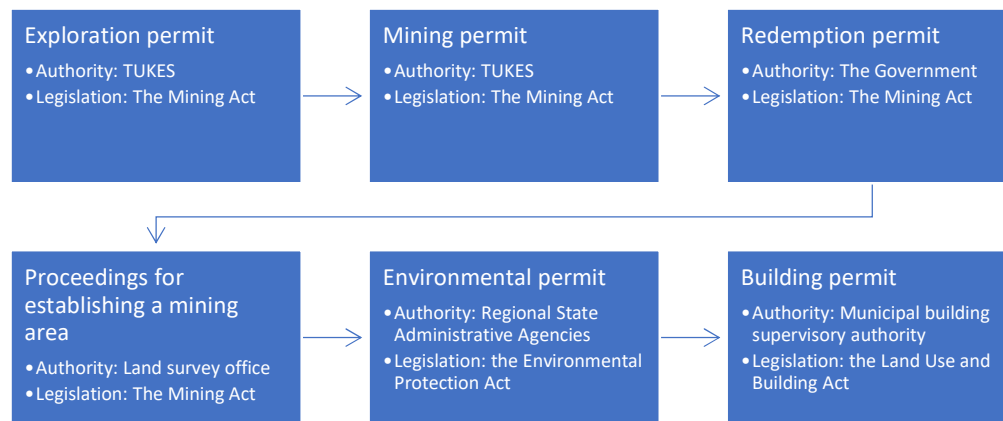 Exploration permit
•Authority: TUKES
•Legislation: The Mining Act
Mining permit
•Authority: TUKES
•Legislation: The Mining Act
Redemption permit
•Authority: The Government
•Legislation: The Mining Act
Proceedings for
establishing a mining
area
•Authority: Land survey office
•Legislation: The Mining Act
Environmental permit
•Authority: Regional State
Administrative Agencies
•Legislation: the Environmental
Protection Act
Building permit
•Authority: Municipal building
supervisory authority
•Legislation: the Land Use and
Building Act